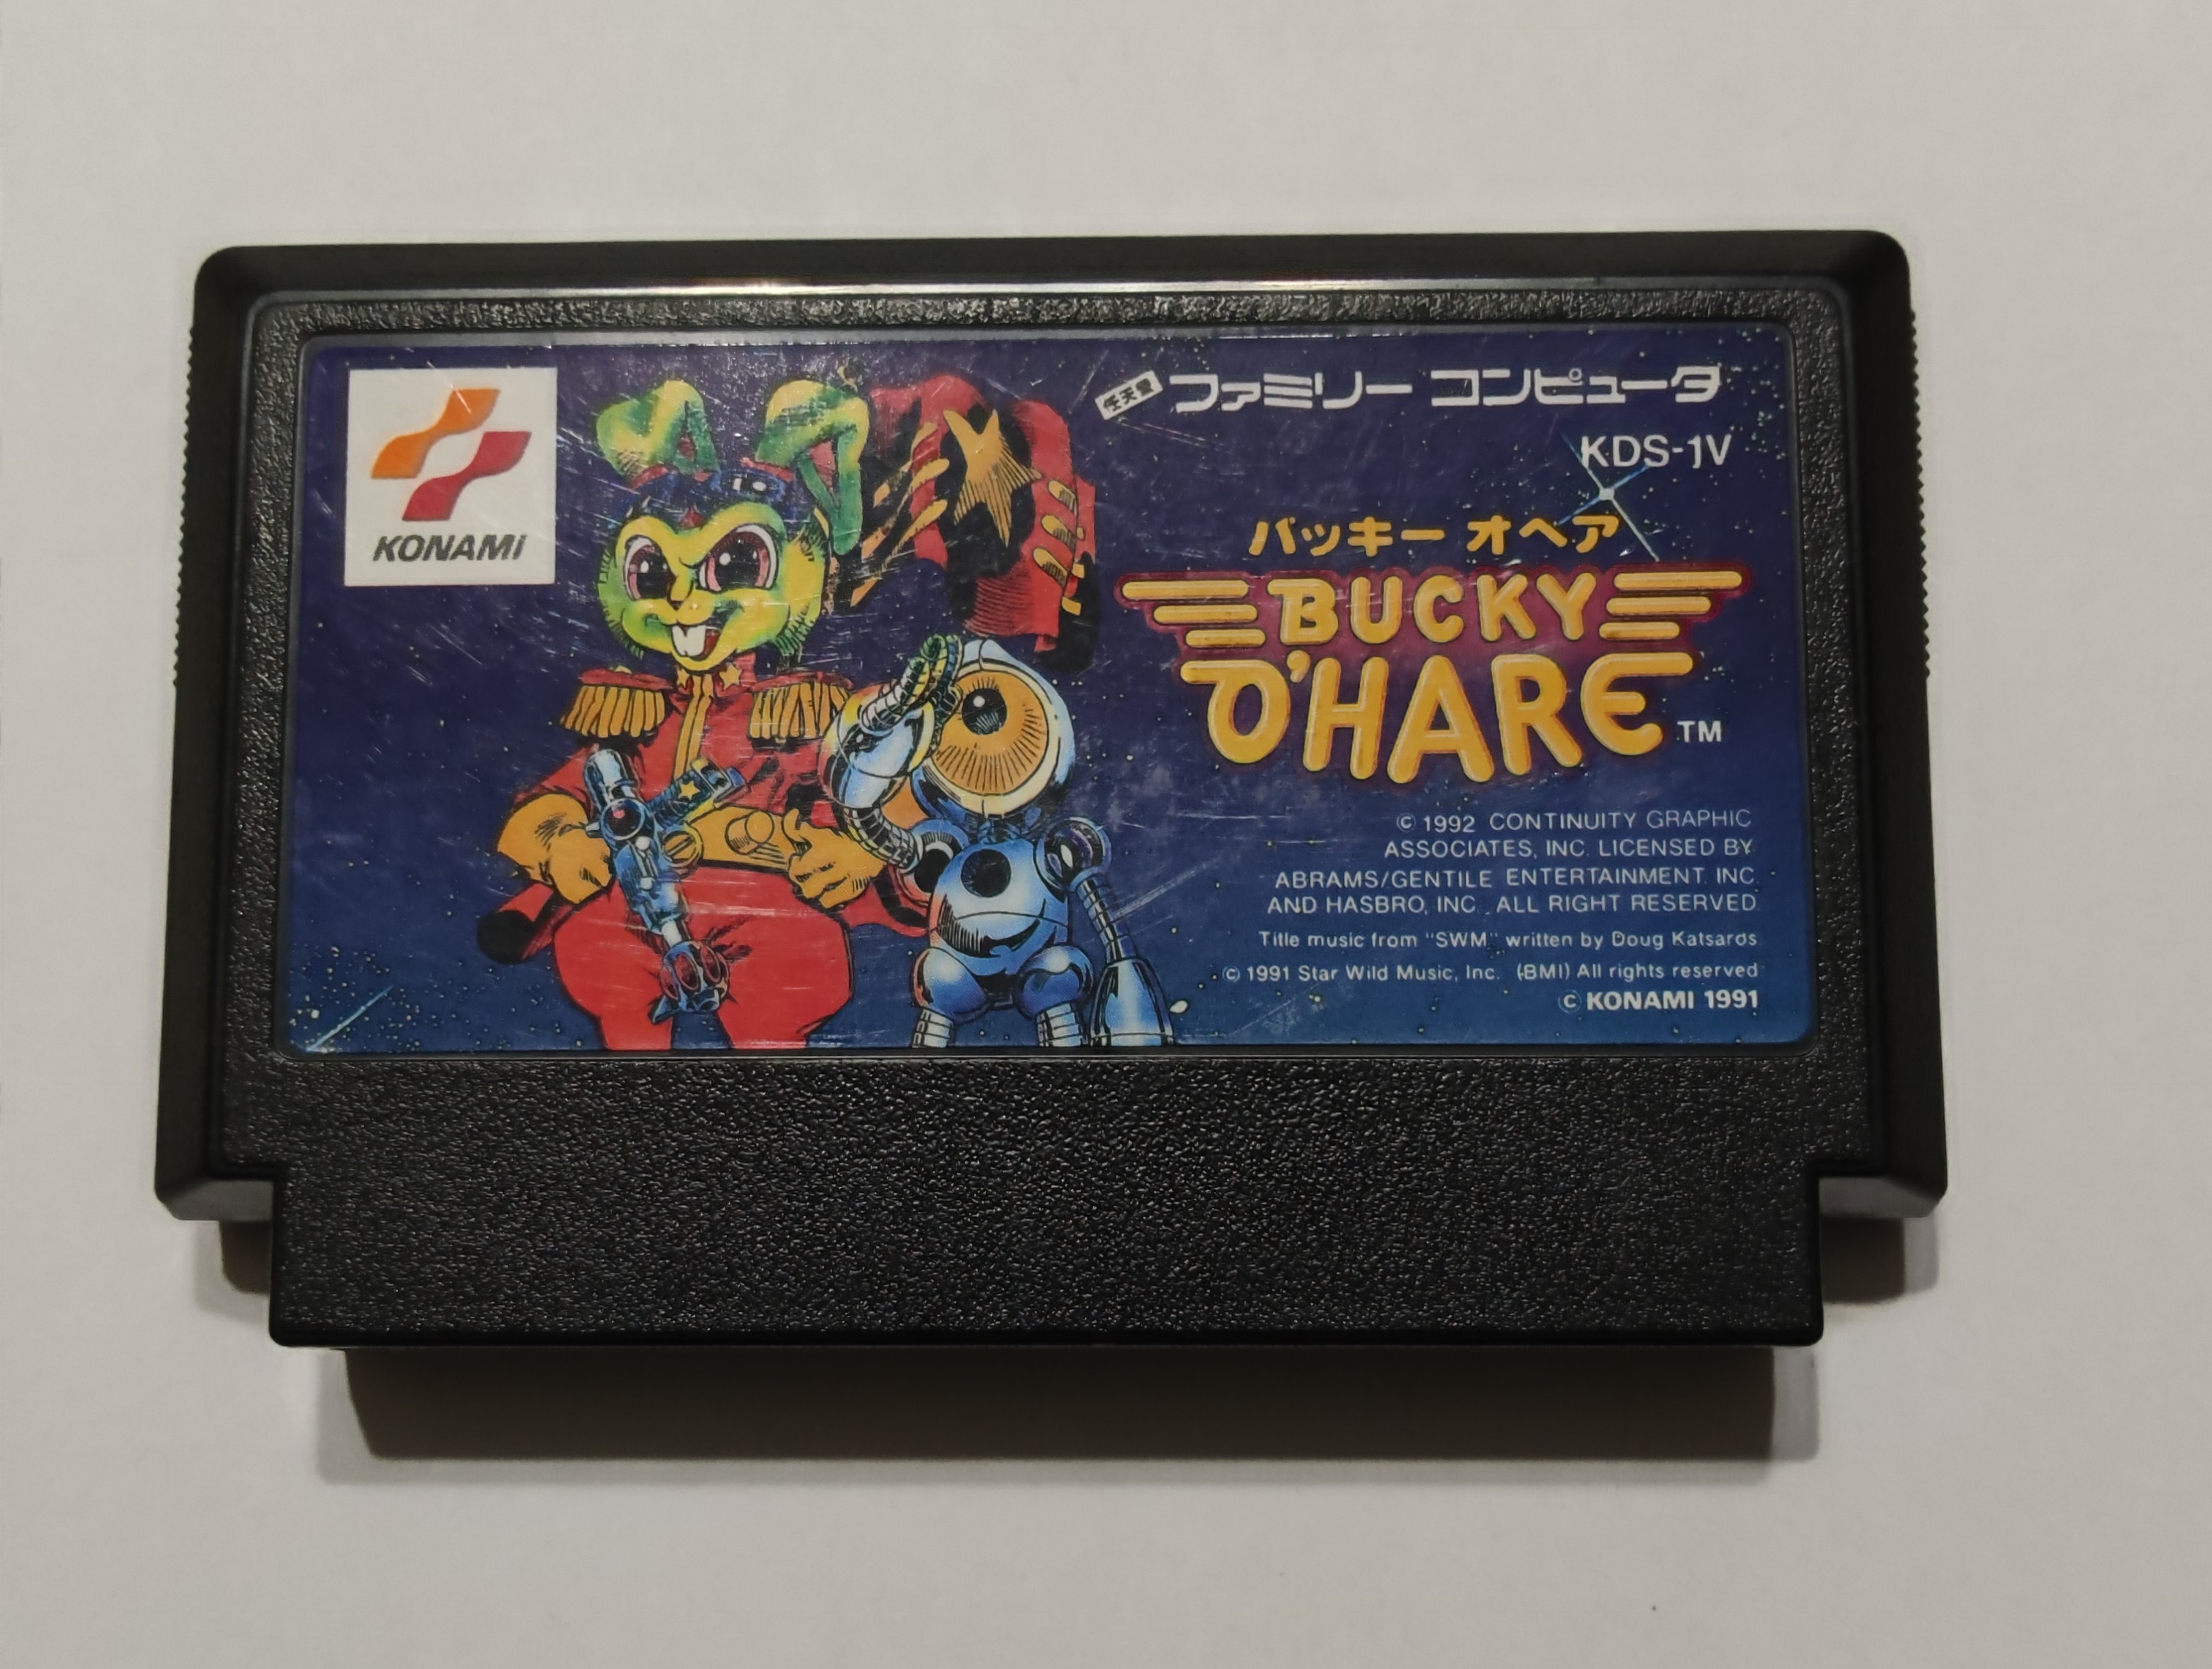 KONAMI
任天堂 ファミリー コンピュータ
KDS-1V
バッキー オヘア
BUCKY
O'HARE TM
© 1992 CONTINUITY GRAPHIC
ASSOCIATES, INC. LICENSED BY
ABRAMS/GENTILE ENTERTAINMENT INC.
AND HASBRO, INC. ALL RIGHT RESERVED
Title music from "SWM" written by Doug Katsaros
© 1991 Star Wild Music, Inc. (BMI) All rights reserved
© KONAMI 1991